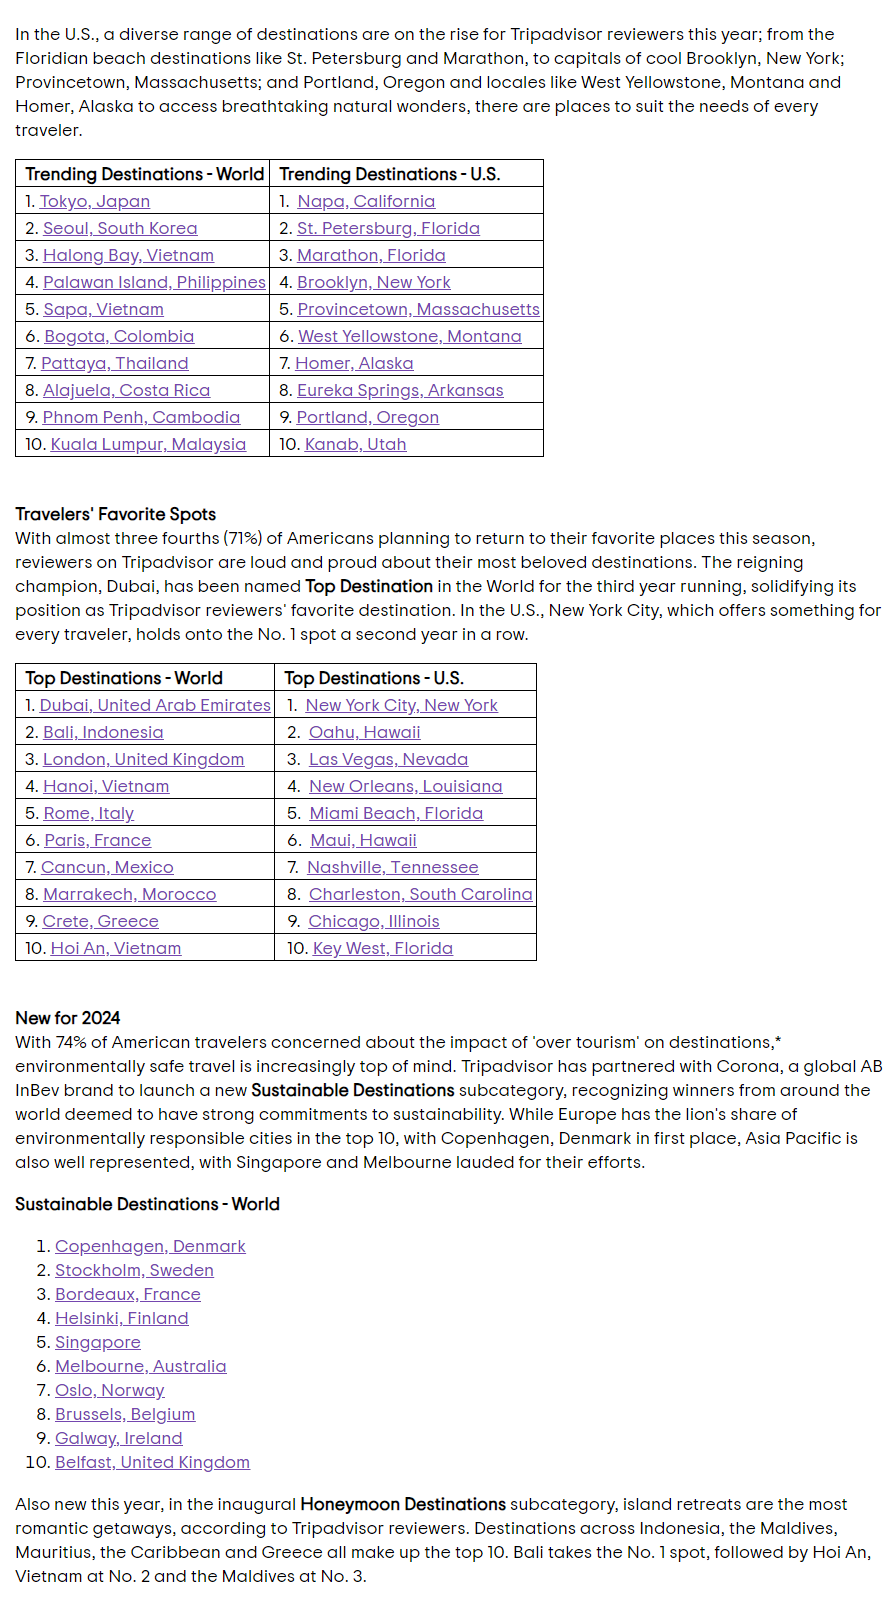 In the U.S., a diverse range of destinations are on the rise for Tripadvisor reviewers this year; from the
Floridian beach destinations like St. Petersburg and Marathon, to capitals of cool Brooklyn, New York;
Provincetown, Massachusetts; and Portland, Oregon and locales like West Yellowstone, Montana and
Homer, Alaska to access breathtaking natural wonders, there are places to suit the needs of every
traveler.
Trending Destinations - World Trending Destinations - U.S.
1. Tokyo, Japan 1. Napa, California
2. Seoul, South Korea 2. St. Petersburg, Florida
3. Halong Bay, Vietnam 3. Marathon, Florida
4. Palawan Island, Philippines 4. Brooklyn, New York
5. Sapa, Vietnam 5. Provincetown, Massachusetts
6. Bogota, Colombia 6. West Yellowstone, Montana
7. Pattaya, Thailand 7. Homer, Alaska
8. Alajuela, Costa Rica 8. Eureka Springs, Arkansas
9. Phnom Penh, Cambodia 9. Portland, Oregon
10. Kuala Lumpur, Malaysia 10. Kanab, Utah
Travelers' Favorite Spots
With almost three fourths (71%) of Americans planning to return to their favorite places this season,
reviewers on Tripadvisor are loud and proud about their most beloved destinations. The reigning
champion, Dubai, has been named Top Destination in the World for the third year running, solidifying its
position as Tripadvisor reviewers' favorite destination. In the U.S., New York City, which offers something for
every traveler, holds onto the No. 1 spot a second year in a row.
Top Destinations - World Top Destinations - U.S.
1. Dubai, United Arab Emirates 1. New York City, New York
2. Bali, Indonesia 2. Oahu, Hawaii
3. London, United Kingdom 3. Las Vegas, Nevada
4. Hanoi, Vietnam 4. New Orleans, Louisiana
5. Rome, Italy 5. Miami Beach, Florida
6. Paris, France 6. Maui, Hawaii
7. Cancun, Mexico 7. Nashville, Tennessee
8. Marrakech, Morocco 8. Charleston, South Carolina
9. Crete, Greece 9. Chicago, Illinois
10. Hoi An, Vietnam 10. Key West, Florida
New for 2024
With 74% of American travelers concerned about the impact of 'over tourism' on destinations,*
environmentally safe travel is increasingly top of mind. Tripadvisor has partnered with Corona, a global AB
InBev brand to launch a new Sustainable Destinations subcategory, recognizing winners from around the
world deemed to have strong commitments to sustainability. While Europe has the lion's share of
environmentally responsible cities in the top 10, with Copenhagen, Denmark in first place, Asia Pacific is
also well represented, with Singapore and Melbourne lauded for their efforts.
Sustainable Destinations - World
1. Copenhagen, Denmark
2. Stockholm, Sweden
3. Bordeaux, France
4. Helsinki, Finland
5. Singapore
6. Melbourne, Australia
7. Oslo, Norway
8. Brussels, Belgium
9. Galway, Ireland
10. Belfast, United Kingdom
Also new this year, in the inaugural Honeymoon Destinations subcategory, island retreats are the most
romantic getaways, according to Tripadvisor reviewers. Destinations across Indonesia, the Maldives,
Mauritius, the Caribbean and Greece all make up the top 10. Bali takes the No. 1 spot, followed by Hoi An,
Vietnam at No. 2 and the Maldives at No. 3.